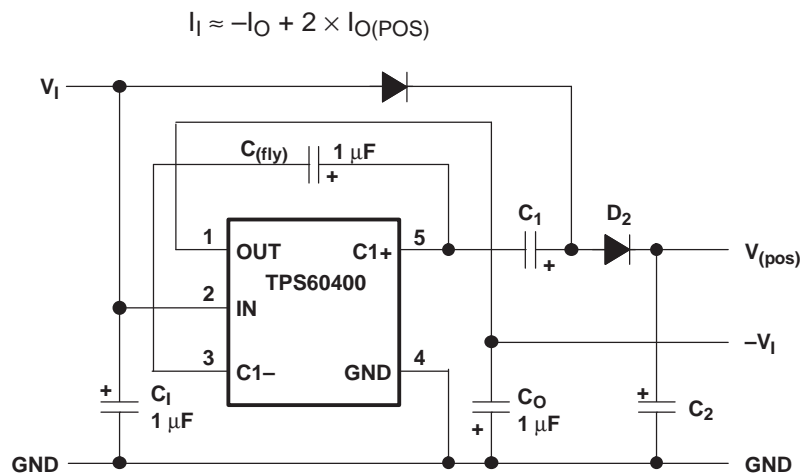 I_I ≈ –I_O + 2 × I_O(POS)
V_I
C_(fly) 1 μF
+
C_1 D_2
1 OUT C1+ 5
+
V_(pos)
TPS60400
2 IN
–V_I
3 C1– GND 4
+ C_I 1 μF
C_O 1 μF +
+ C_2
GND GND